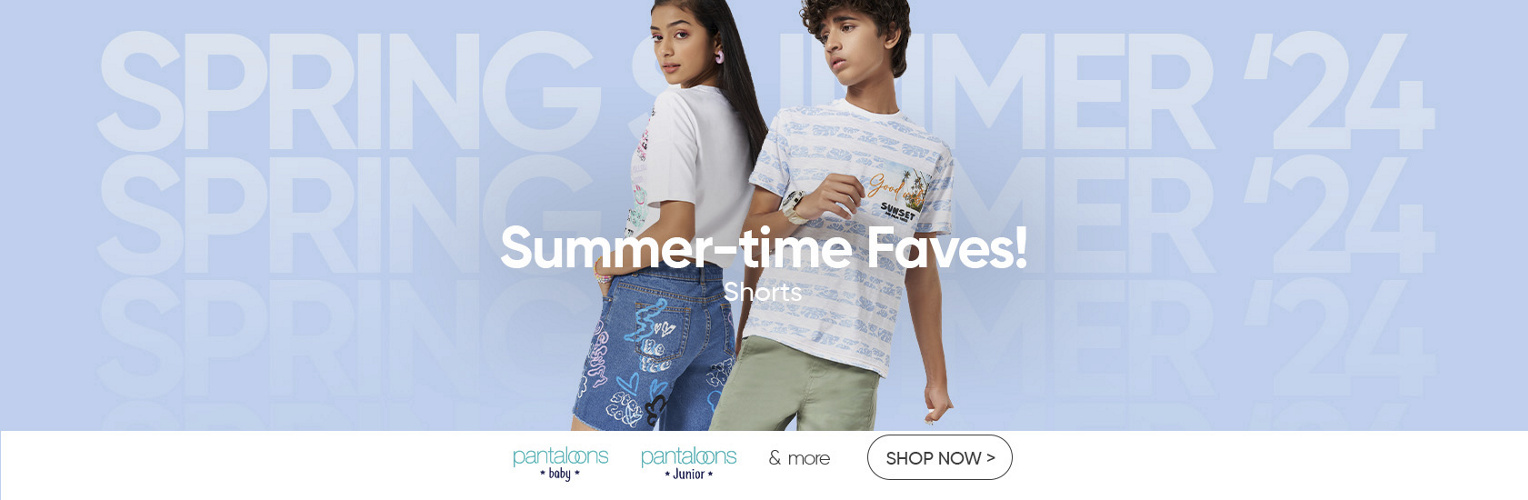 SPRING SUMMER '24
SPRING SUMMER '24
SPRING SUMMER '24
Good
SUNSET
Summer-time Faves!
Shorts
pantaloons
baby
pantaloons
Junior
& more
SHOP NOW >